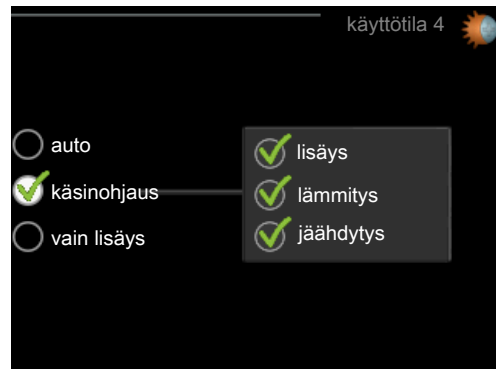 käyttötila 4
auto
käsinohjaus
vain lisäys
lisäys
lämmitys
jäähdytys